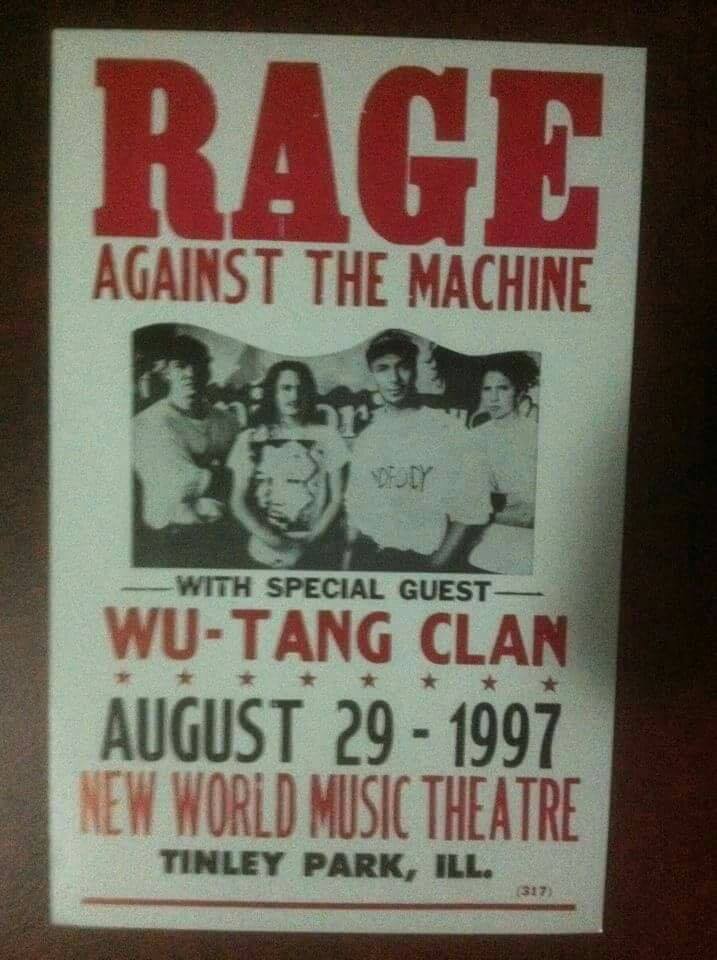 RAGE
AGAINST THE MACHINE
WITH SPECIAL GUEST
WU-TANG CLAN
AUGUST 29 - 1997
NEW WORLD MUSIC THEATRE
TINLEY PARK, ILL.
(317)